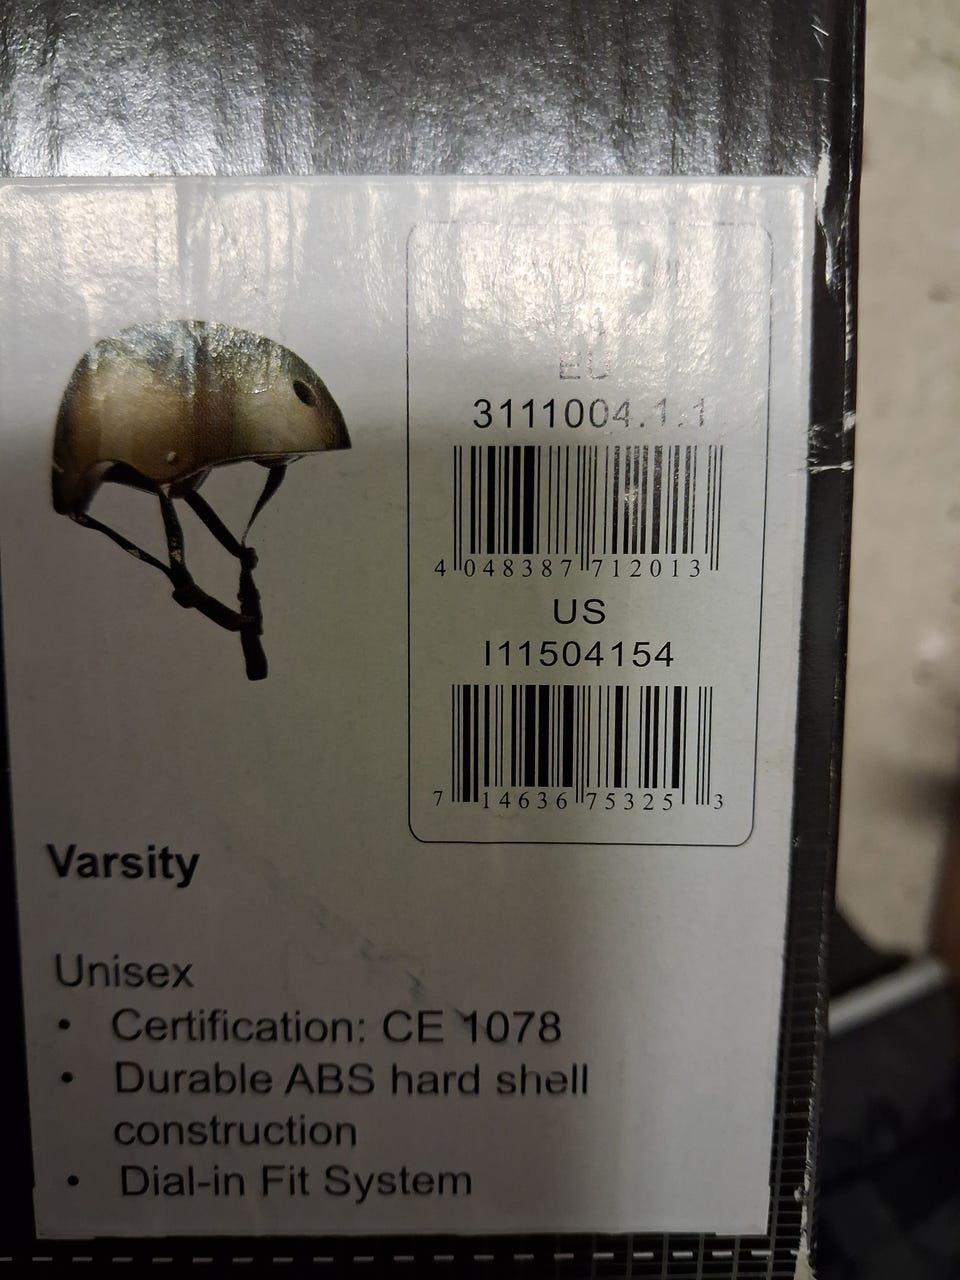 EU
3111004.1.1
4 048387 712013
US
I11504154
7 14636 75325 3
Varsity
Unisex
• Certification: CE 1078
• Durable ABS hard shell
construction
• Dial-in Fit System